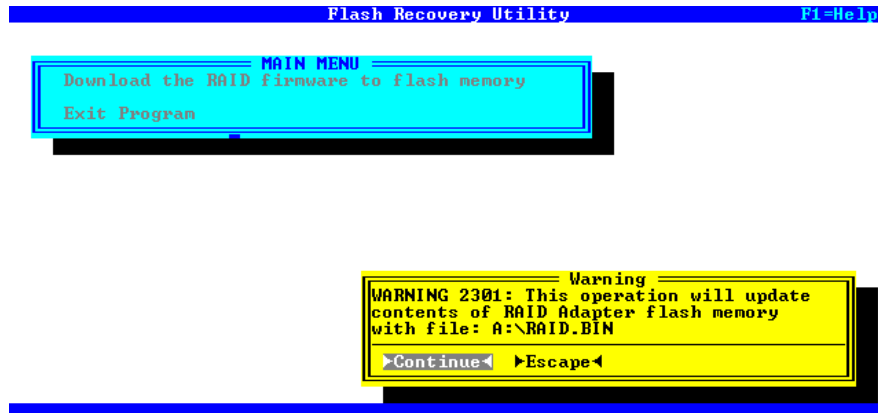 Flash Recovery Utility F1=Help
MAIN MENU
Download the RAID firmware to flash memory
Exit Program
Warning
WARNING 2301: This operation will update
contents of RAID Adapter flash memory
with file: A:\RAID.BIN
►Continue◄ ►Escape◄